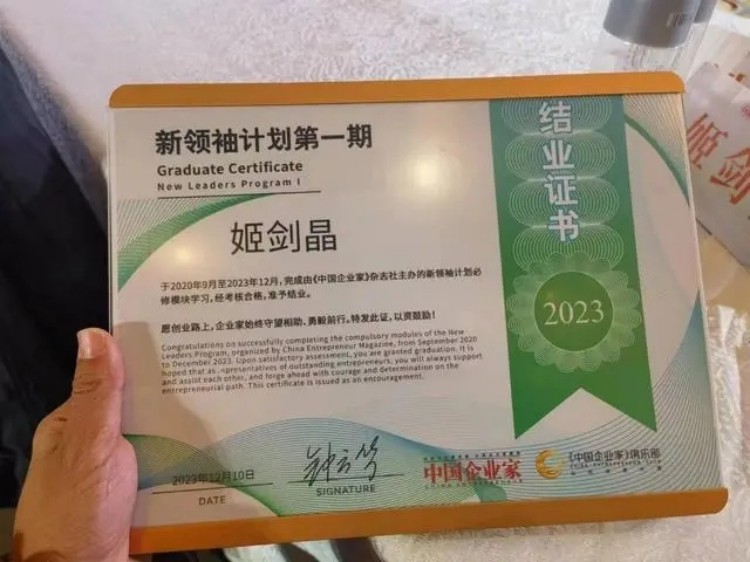 新领袖计划第一期
Graduate Certificate
New Leaders Program I
姬剑晶
于2020年9月至2023年12月，完成由《中国企业家》杂志社主办的新领袖计划必
修模块学习，经考核合格，准予结业。
愿创业路上，企业家始终守望相助、勇毅前行。特发此证，以资鼓励！
Congratulations on successfully completing the compulsory modules of the New
Leaders Program, organized by China Entrepreneur Magazine, from September 2020
to December 2023. Upon satisfactory assessment, you are granted graduation. It is
hoped that as representatives of outstanding entrepreneurs, you will always support
and assist each other, and forge ahead with courage and determination on the
entrepreneurial path. This certificate is issued as an encouragement.
2023年12月10日
DATE
SIGNATURE
中国企业家
CHINA ENTREPRENEUR
《中国企业家》俱乐部
CHINA ENTREPRENEUR CLUB
结业证书
2023
姬剑